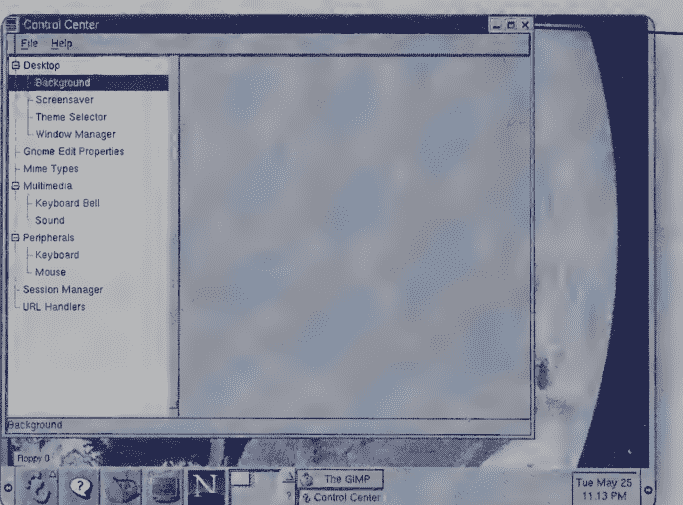 Control Center
File Help
Desktop
Background
Screensaver
Theme Selector
Window Manager
Gnome Edit Properties
Mime Types
Multimedia
Keyboard Bell
Sound
Peripherals
Keyboard
Mouse
Session Manager
URL Handlers
Background
Floppy 0
N
The GIMP
Control Center
Tue May 25
11.13 PM